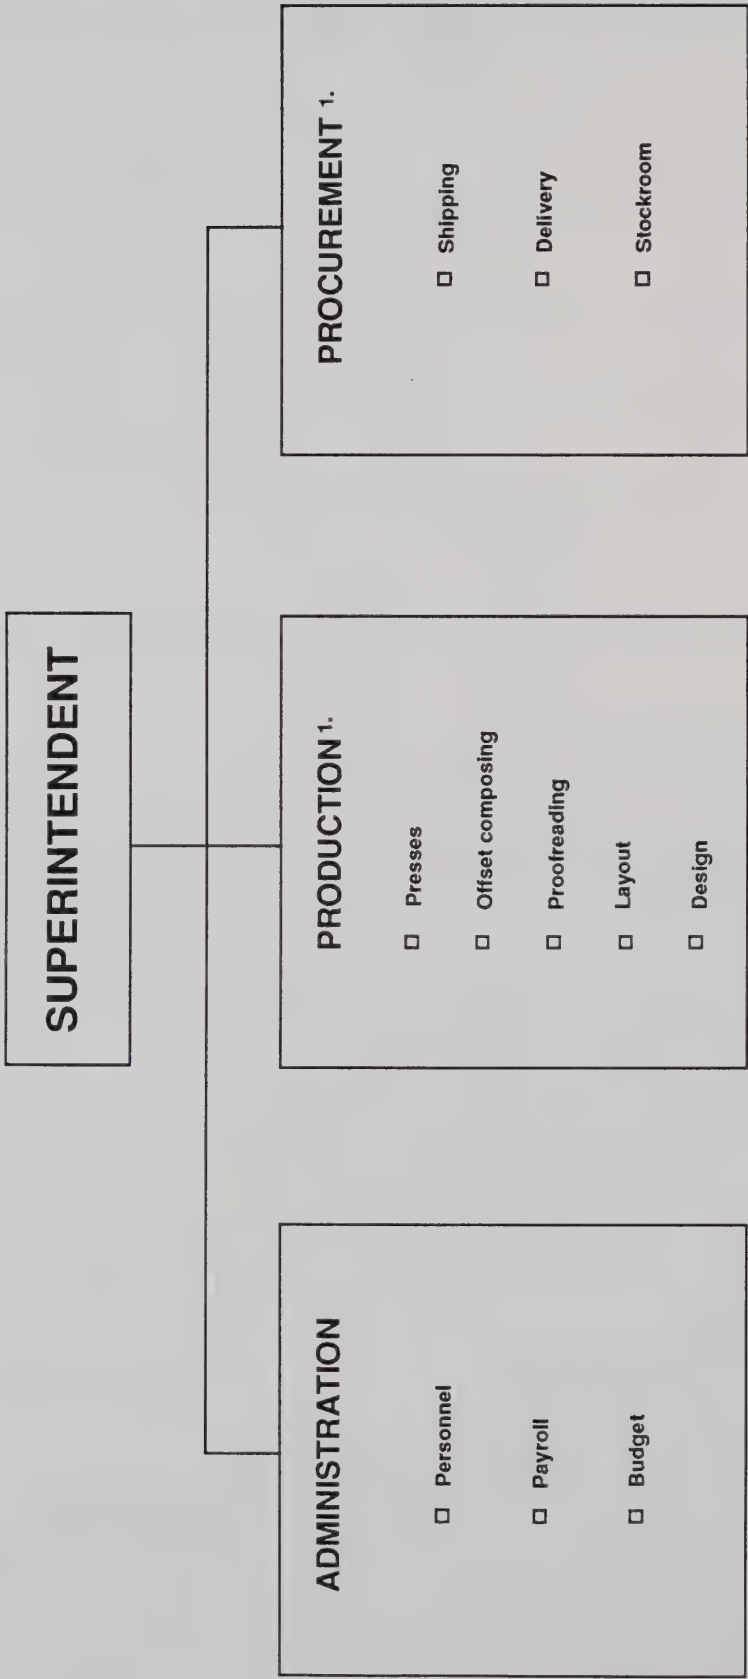 SUPERINTENDENT
ADMINISTRATION
□ Personnel
□ Payroll
□ Budget
PRODUCTION 1.
□ Presses
□ Offset composing
□ Proofreading
□ Layout
□ Design
PROCUREMENT 1.
□ Shipping
□ Delivery
□ Stockroom